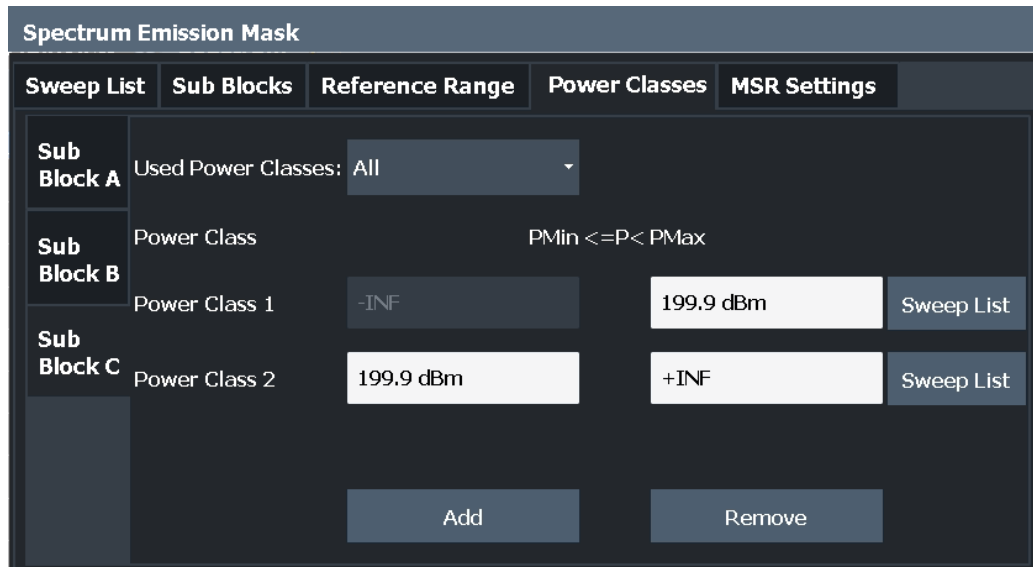 Spectrum Emission Mask
Sweep List Sub Blocks Reference Range Power Classes MSR Settings
Sub
Block A
Used Power Classes: All
Sub
Block B
Power Class PMin <=P< PMax
Power Class 1 -INF 199.9 dBm Sweep List
Sub
Block C
Power Class 2 199.9 dBm +INF Sweep List
Add Remove